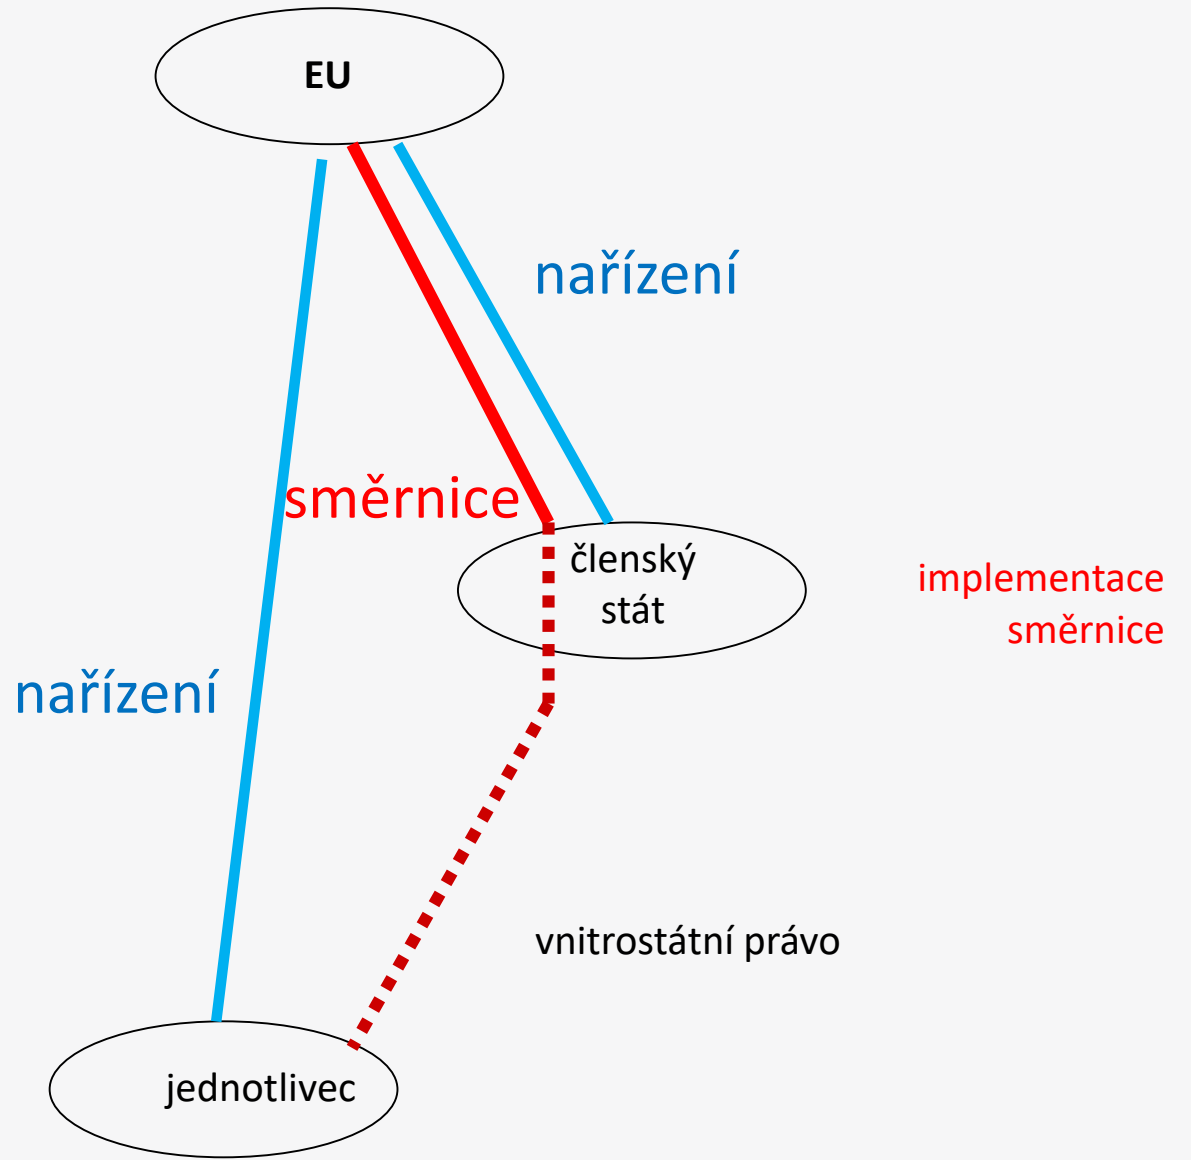 EU
nařízení
směrnice
členský
stát
implementace
směrnice
nařízení
vnitrostátní právo
jednotlivec